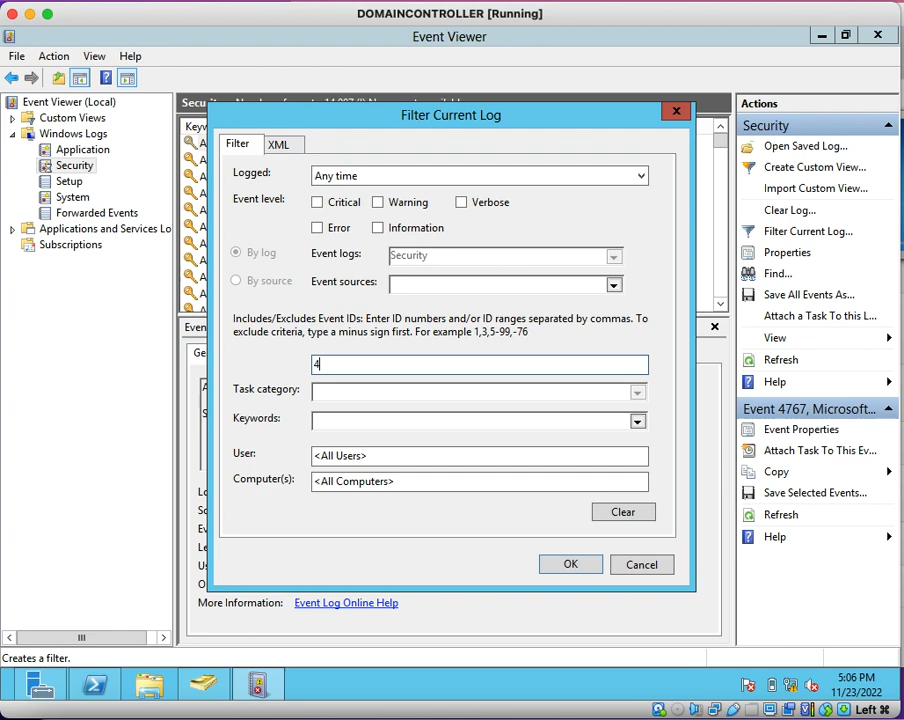 DOMAINCONTROLLER [Running]
Event Viewer
File Action View Help
Event Viewer (Local)
Custom Views
Windows Logs
Application
Security
Setup
System
Forwarded Events
Applications and Services Lo
Subscriptions
Filter Current Log
Filter
XML
Logged:
Any time
Event level:
Critical
Warning
Verbose
Error
Information
By log
Event logs:
Security
By source
Event sources:
Includes/Excludes Event IDs: Enter ID numbers and/or ID ranges separated by commas. To
exclude criteria, type a minus sign first. For example 1,3,5-99,-76
4
Task category:
Keywords:
User:
<All Users>
Computer(s):
<All Computers>
Clear
OK
Cancel
More Information:
Event Log Online Help
Actions
Security
Open Saved Log...
Create Custom View...
Import Custom View...
Clear Log...
Filter Current Log...
Properties
Find...
Save All Events As...
Attach a Task To this L...
View
Refresh
Help
Event 4767, Microsoft...
Event Properties
Attach Task To This Ev...
Copy
Save Selected Events...
Refresh
Help
Creates a filter.
5:06 PM
11/23/2022
Left ⌘